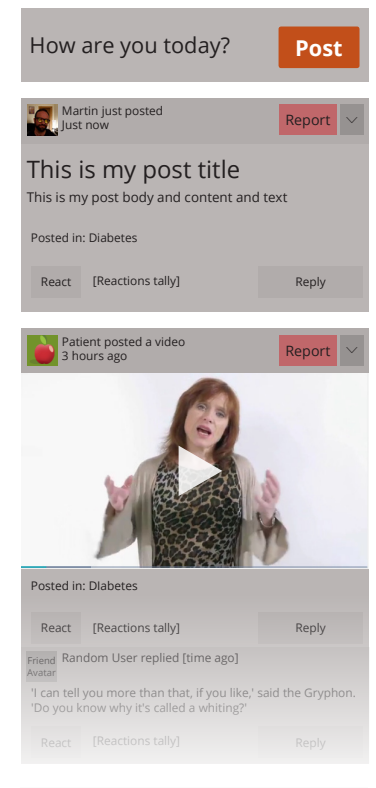 How are you today?
Post
Martin just posted
Just now
Report
This is my post title
This is my post body and content and text
Posted in: Diabetes
React
[Reactions tally]
Reply
Patient posted a video
3 hours ago
Report
Posted in: DIabetes
React
[Reactions tally]
Reply
Friend
Avatar
Random User replied [time ago]
'I can tell you more than that, if you like,' said the Gryphon.
'Do you know why it's called a whiting?'
React
[Reactions tally]
Reply